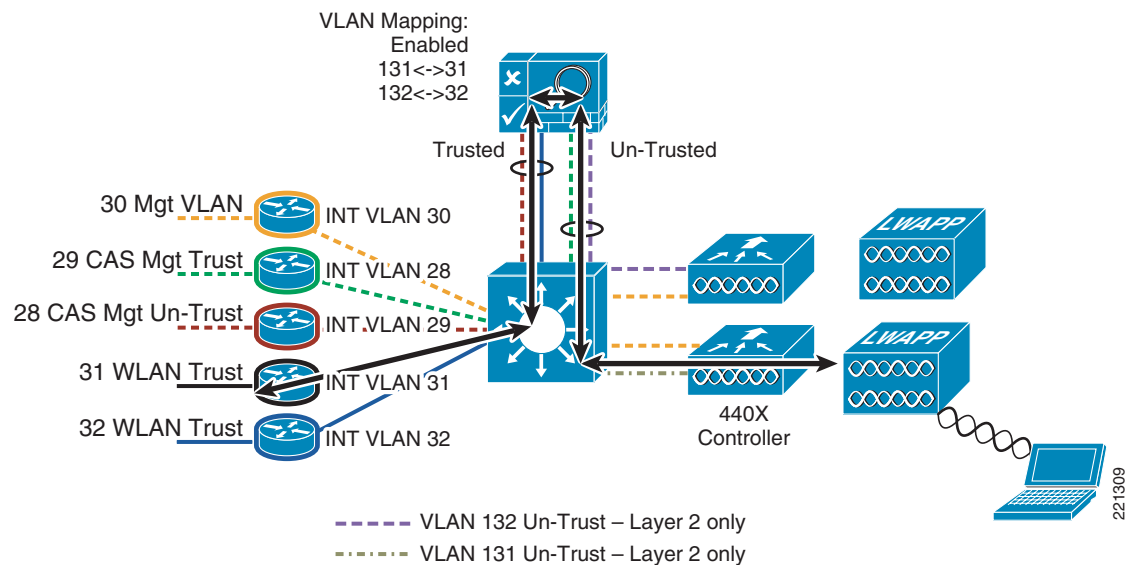 VLAN Mapping:
Enabled
131<->31
132<->32
Trusted
Un-Trusted
30 Mgt VLAN
INT VLAN 30
29 CAS Mgt Trust
INT VLAN 28
28 CAS Mgt Un-Trust
INT VLAN 29
31 WLAN Trust
INT VLAN 31
32 WLAN Trust
INT VLAN 32
LWAPP
LWAPP
440X
Controller
221309
VLAN 132 Un-Trust – Layer 2 only
VLAN 131 Un-Trust – Layer 2 only